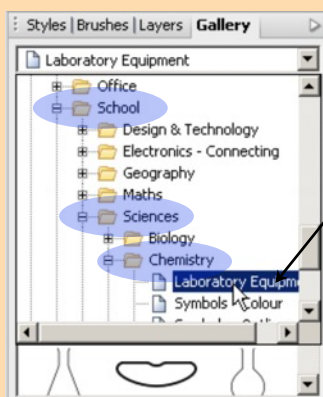 Styles | Brushes | Layers Gallery
Laboratory Equipment
Office
School
Design & Technology
Electronics - Connecting
Geography
Maths
Sciences
Biology
Chemistry
Laboratory Equipme
Symbols - Colour